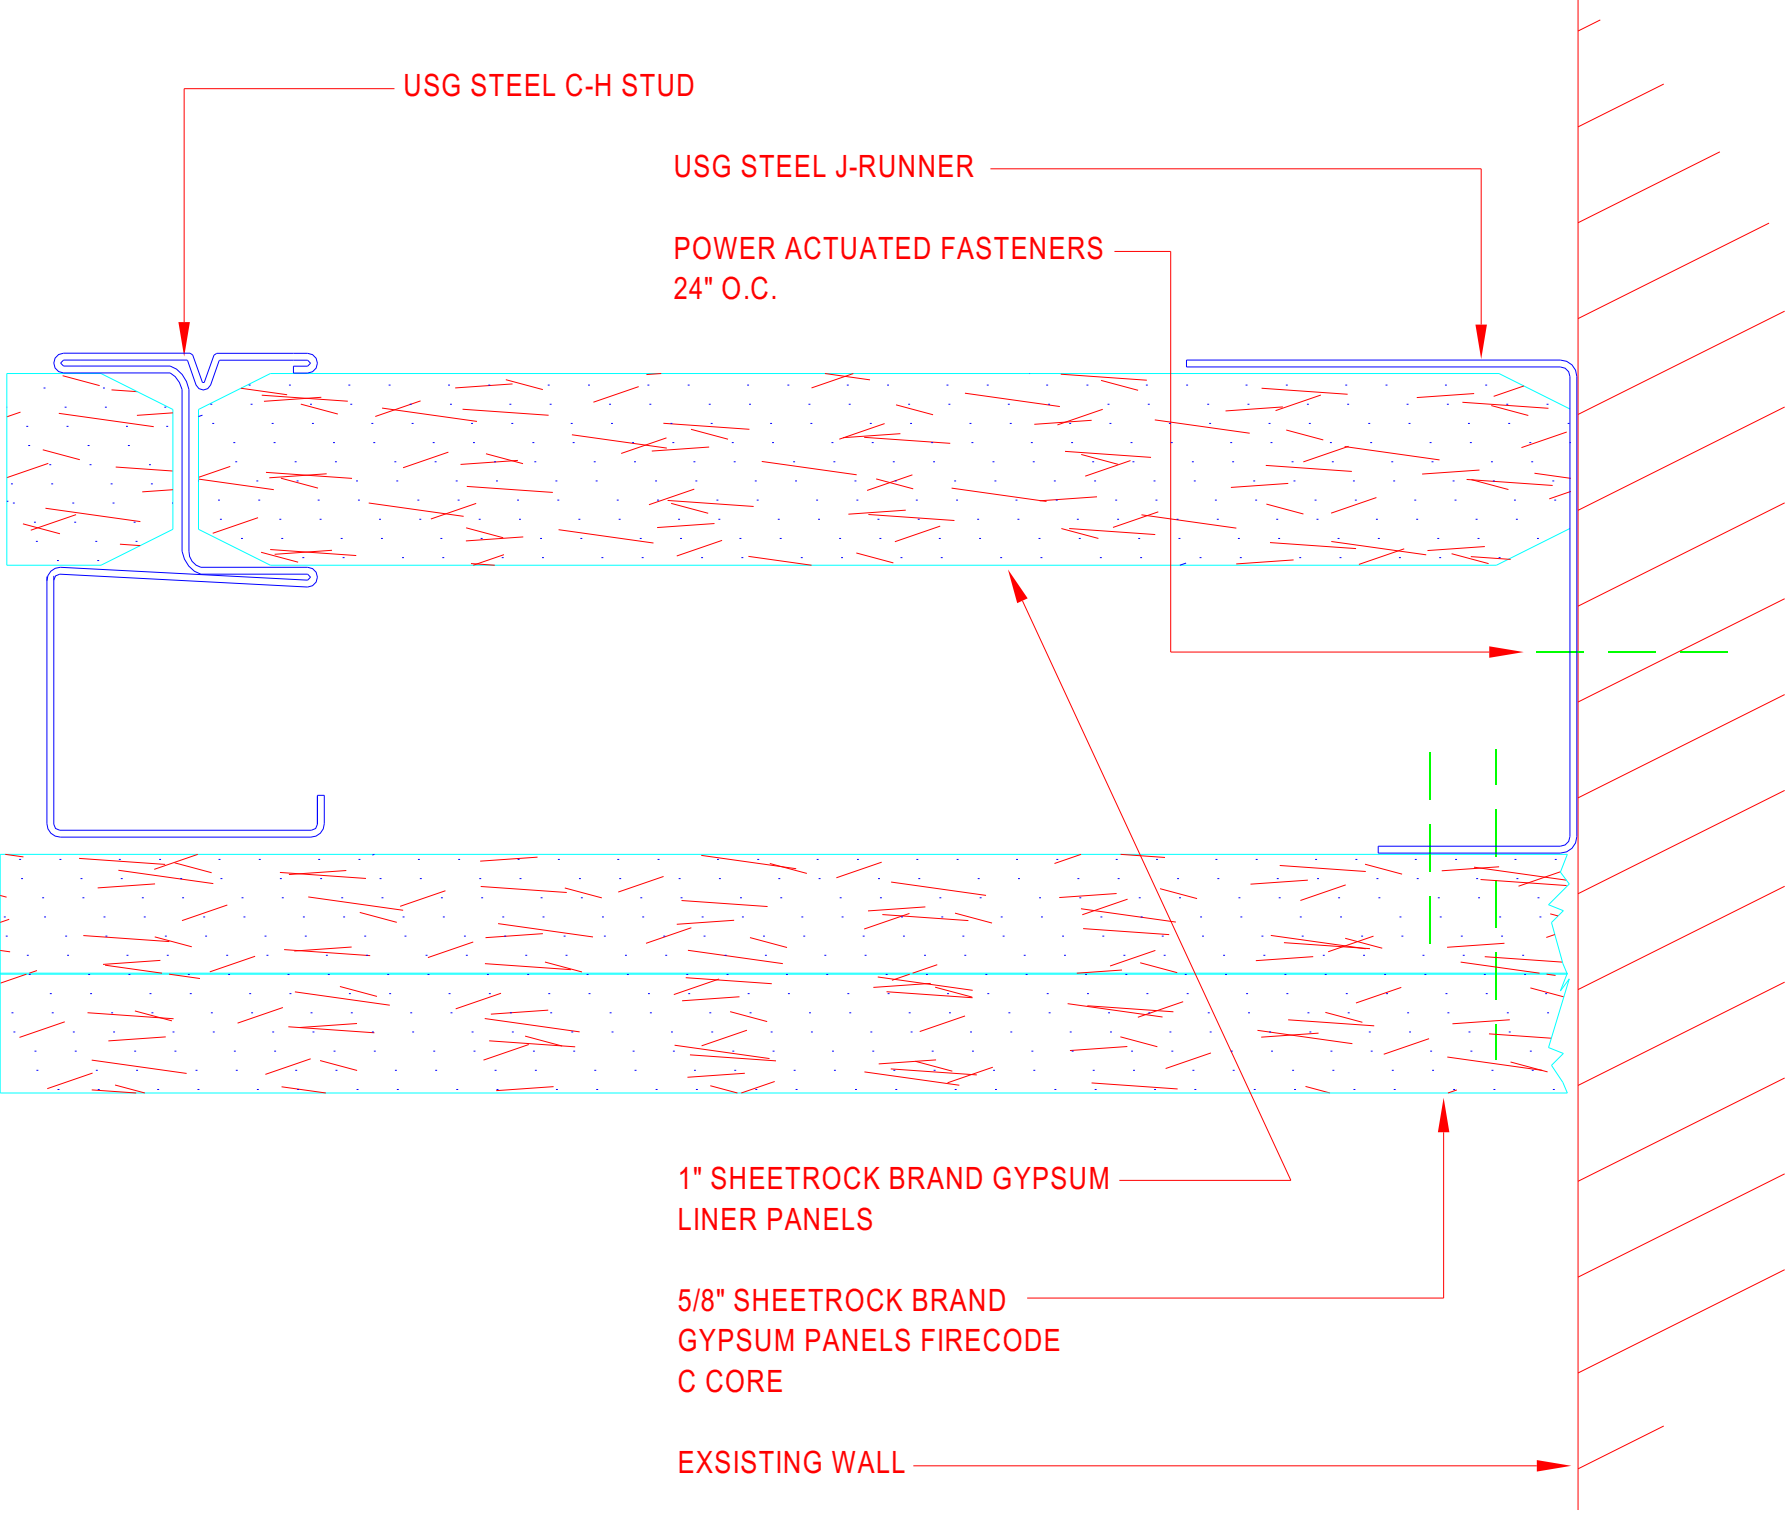 USG STEEL C-H STUD
USG STEEL J-RUNNER
POWER ACTUATED FASTENERS
24" O.C.
1" SHEETROCK BRAND GYPSUM
LINER PANELS
5/8" SHEETROCK BRAND
GYPSUM PANELS FIRECODE
C CORE
EXSISTING WALL